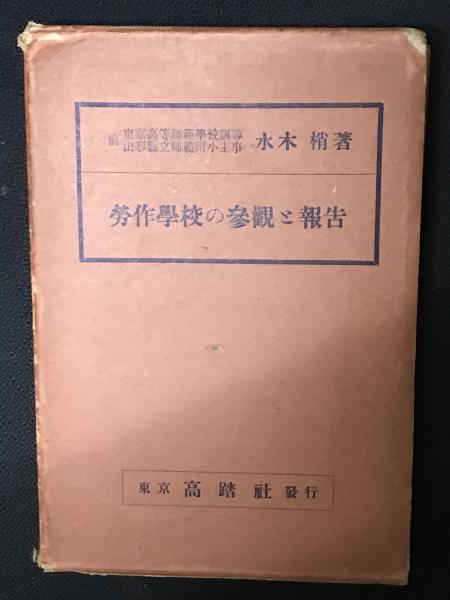 前 東京高等師範學校訓導 山形縣立師範附小主事 水木梢著
勞作學校の參觀と報告
東京 高踏社 發行